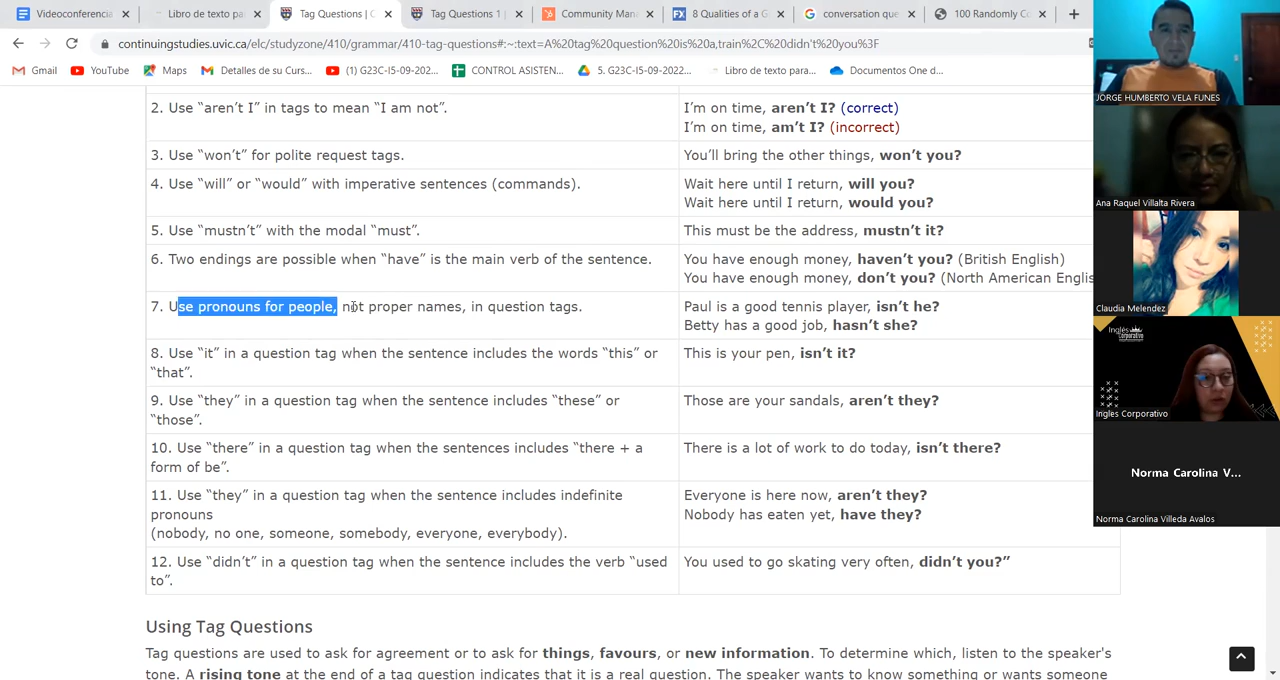 Videoconferencia
Libro de texto pa
Tag Questions | C
Tag Questions 1 |
Community Man
8 Qualities of a G
conversation que
100 Randomly Co
continuingstudies.uvic.ca/elc/studyzone/410/grammar/410-tag-questions#:~:text=A%20tag%20question%20is%20a,train%2C%20didn't%20you%3F
Gmail
YouTube
Maps
Detalles de su Curs...
(1) G23C-I5-09-202...
CONTROL ASISTEN...
5. G23C-I5-09-2022...
Libro de texto para...
Documentos One d...
2. Use “aren’t I” in tags to mean “I am not”.
I’m on time, aren’t I? (correct)
I’m on time, am’t I? (incorrect)
3. Use “won’t” for polite request tags.
You’ll bring the other things, won’t you?
4. Use “will” or “would” with imperative sentences (commands).
Wait here until I return, will you?
Wait here until I return, would you?
5. Use “mustn’t” with the modal “must”.
This must be the address, mustn’t it?
6. Two endings are possible when “have” is the main verb of the sentence.
You have enough money, haven’t you? (British English)
You have enough money, don’t you? (North American Englis
7. Use pronouns for people, not proper names, in question tags.
Paul is a good tennis player, isn’t he?
Betty has a good job, hasn’t she?
8. Use “it” in a question tag when the sentence includes the words “this” or
“that”.
This is your pen, isn’t it?
9. Use “they” in a question tag when the sentence includes “these” or
“those”.
Those are your sandals, aren’t they?
10. Use “there” in a question tag when the sentences includes “there + a
form of be”.
There is a lot of work to do today, isn’t there?
11. Use “they” in a question tag when the sentence includes indefinite
pronouns
(nobody, no one, someone, somebody, everyone, everybody).
Everyone is here now, aren’t they?
Nobody has eaten yet, have they?
12. Use “didn’t” in a question tag when the sentence includes the verb “used
to”.
You used to go skating very often, didn’t you?”
Using Tag Questions
Tag questions are used to ask for agreement or to ask for things, favours, or new information. To determine which, listen to the speaker's
tone. A rising tone at the end of a tag question indicates that it is a real question. The speaker wants to know something or wants someone
JORGE HUMBERTO VELA FUNES
Ana Raquel Villalta Rivera
Claudia Melendez
Inglés
Corporativo
Ingles Corporativo
Norma Carolina V...
Norma Carolina Villeda Avalos